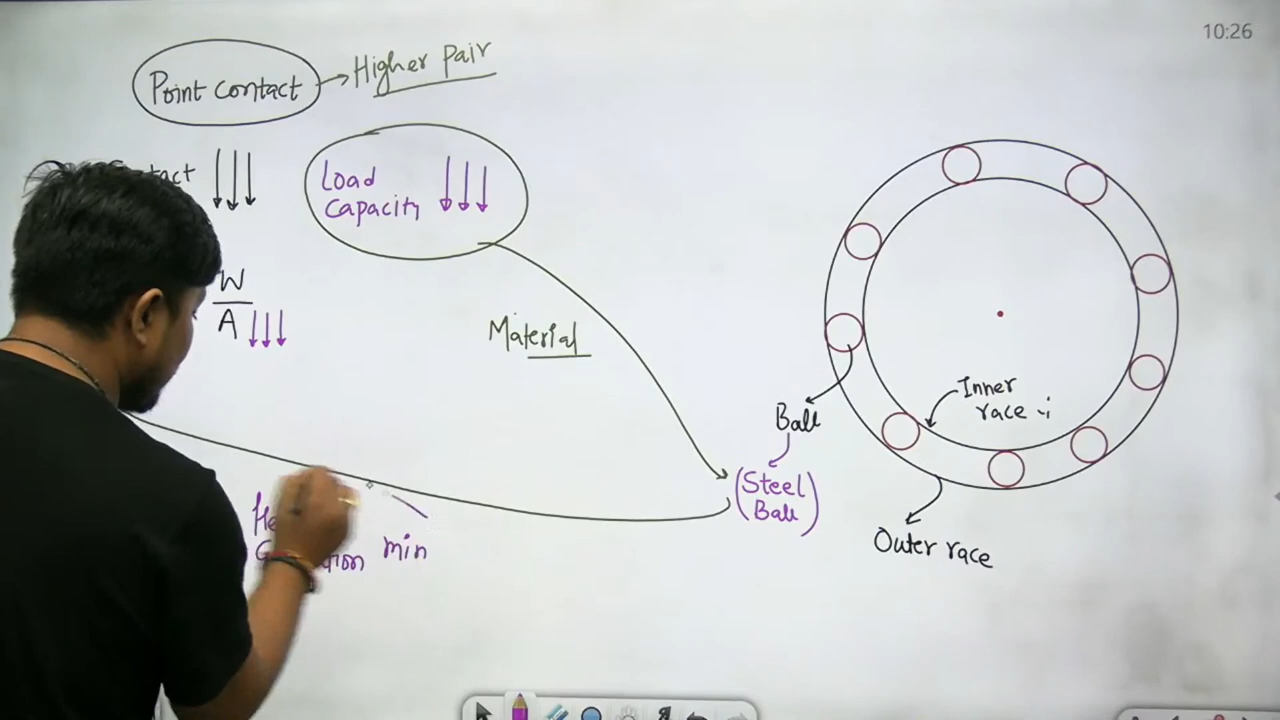 10:26
Point contact
Higher Pair
Load
capacity
W
A
Material
Inner
race
Ball
(Steel
Ball)
Outer race
min